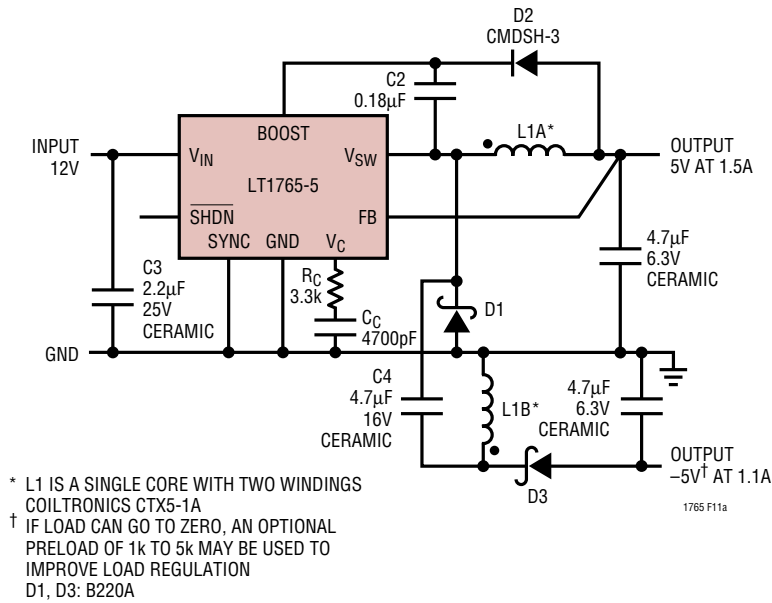 D2
CMDSH-3
C2
0.18µF
BOOST
L1A*
INPUT
12V
VIN
VSW
OUTPUT
5V AT 1.5A
LT1765-5
SHDN
FB
SYNC
GND
VC
C3
2.2µF
25V
CERAMIC
RC
3.3k
CC
4700pF
D1
4.7µF
6.3V
CERAMIC
GND
C4
4.7µF
16V
CERAMIC
L1B*
4.7µF
6.3V
CERAMIC
D3
OUTPUT
–5V† AT 1.1A
1765 F11a
* L1 IS A SINGLE CORE WITH TWO WINDINGS
COILTRONICS CTX5-1A
† IF LOAD CAN GO TO ZERO, AN OPTIONAL
PRELOAD OF 1k TO 5k MAY BE USED TO
IMPROVE LOAD REGULATION
D1, D3: B220A